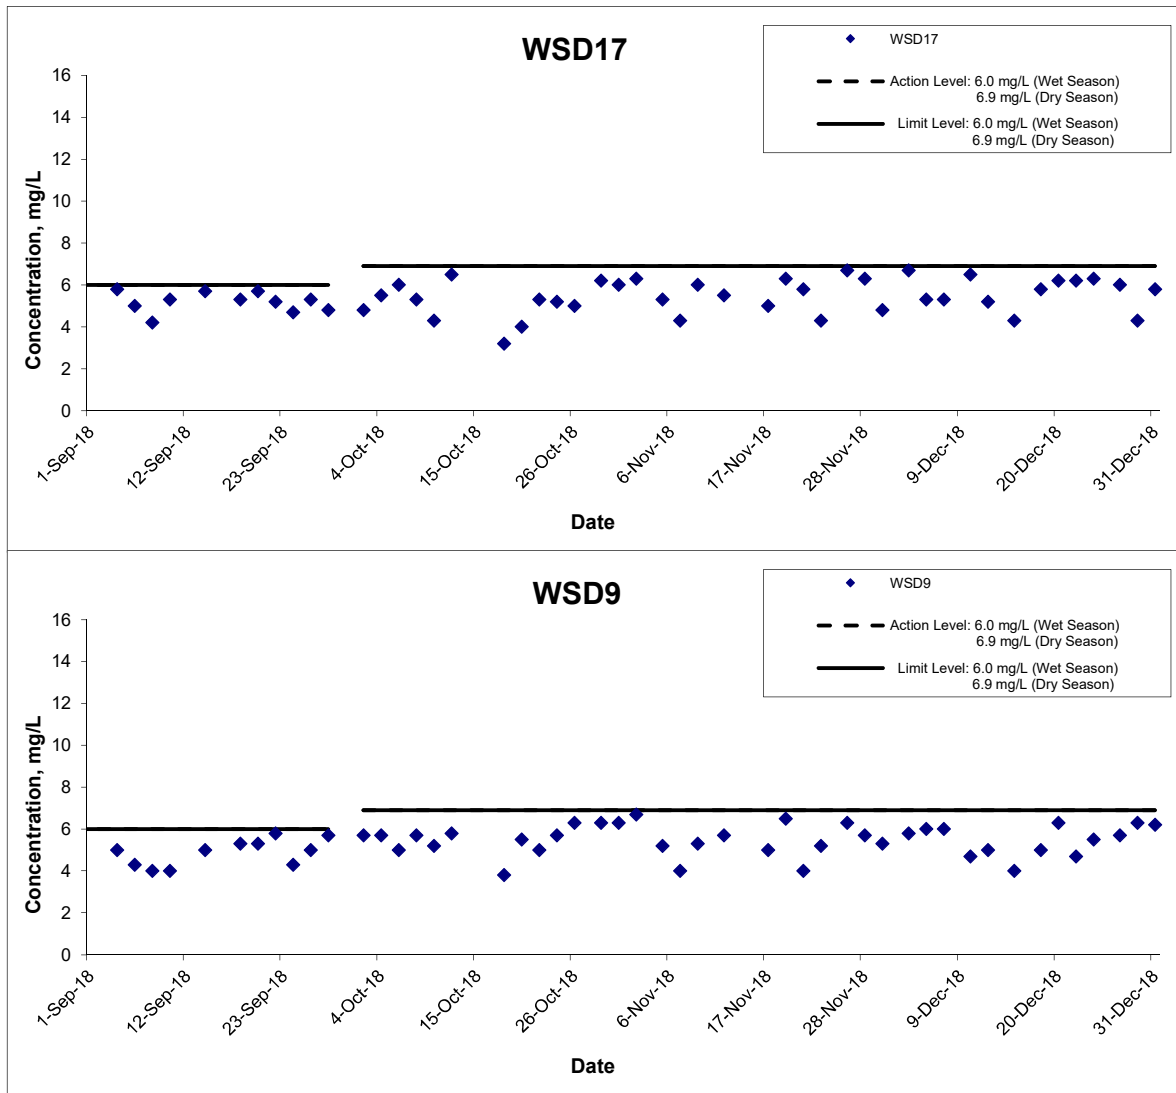 WSD17
WSD17
Action Level: 6.0 mg/L (Wet Season)
6.9 mg/L (Dry Season)
Limit Level: 6.0 mg/L (Wet Season)
6.9 mg/L (Dry Season)
Concentration, mg/L
16
14
12
10
8
6
4
2
0
1-Sep-18
12-Sep-18
23-Sep-18
4-Oct-18
15-Oct-18
26-Oct-18
6-Nov-18
17-Nov-18
28-Nov-18
9-Dec-18
20-Dec-18
31-Dec-18
Date
WSD9
WSD9
Action Level: 6.0 mg/L (Wet Season)
6.9 mg/L (Dry Season)
Limit Level: 6.0 mg/L (Wet Season)
6.9 mg/L (Dry Season)
Concentration, mg/L
16
14
12
10
8
6
4
2
0
1-Sep-18
12-Sep-18
23-Sep-18
4-Oct-18
15-Oct-18
26-Oct-18
6-Nov-18
17-Nov-18
28-Nov-18
9-Dec-18
20-Dec-18
31-Dec-18
Date